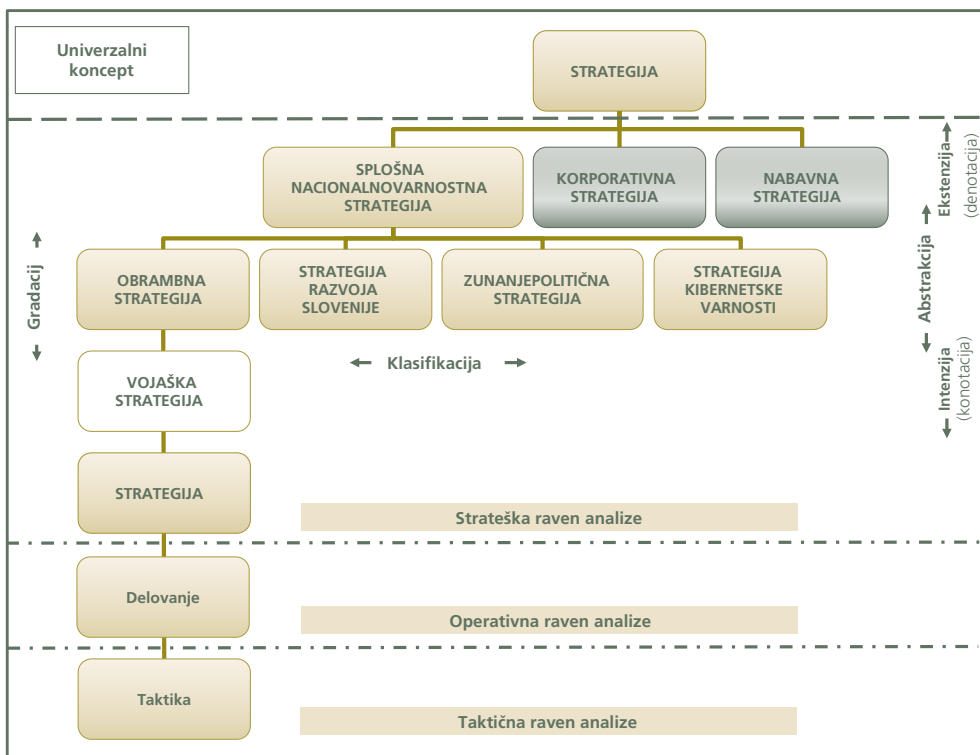 Univerzalni
koncept
STRATEGIJA
SPLOŠNA
NACIONALNOVARNOSTNA
STRATEGIJA
KORPORATIVNA
STRATEGIJA
NABAVNA
STRATEGIJA
Ekstenzija
(denotacija)
Gradacij
OBRAMBNA
STRATEGIJA
STRATEGIJA
RAZVOJA
SLOVENIJE
ZUNANJEPOLITIČNA
STRATEGIJA
STRATEGIJA
KIBERNETSKE
VARNOSTI
Abstrakcija
Klasifikacija
Intenzija
(konotacija)
VOJAŠKA
STRATEGIJA
STRATEGIJA
Strateška raven analize
Delovanje
Operativna raven analize
Taktika
Taktična raven analize